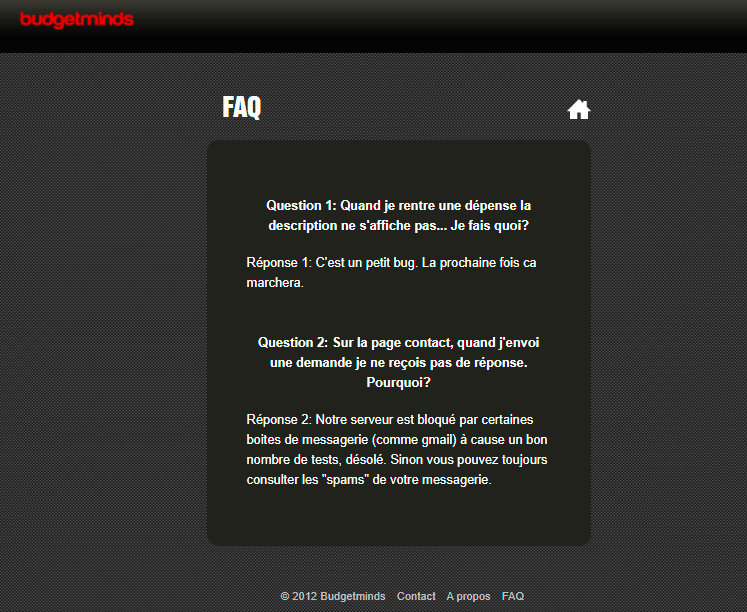 budgetminds
FAQ
Question 1: Quand je rentre une dépense la
description ne s'affiche pas... Je fais quoi?
Réponse 1: C'est un petit bug. La prochaine fois ca
marchera.
Question 2: Sur la page contact, quand j'envoi
une demande je ne reçois pas de réponse.
Pourquoi?
Réponse 2: Notre serveur est bloqué par certaines
boites de messagerie (comme gmail) à cause un bon
nombre de tests, désolé. Sinon vous pouvez toujours
consulter les "spams" de votre messagerie.
© 2012 Budgetminds Contact A propos FAQ